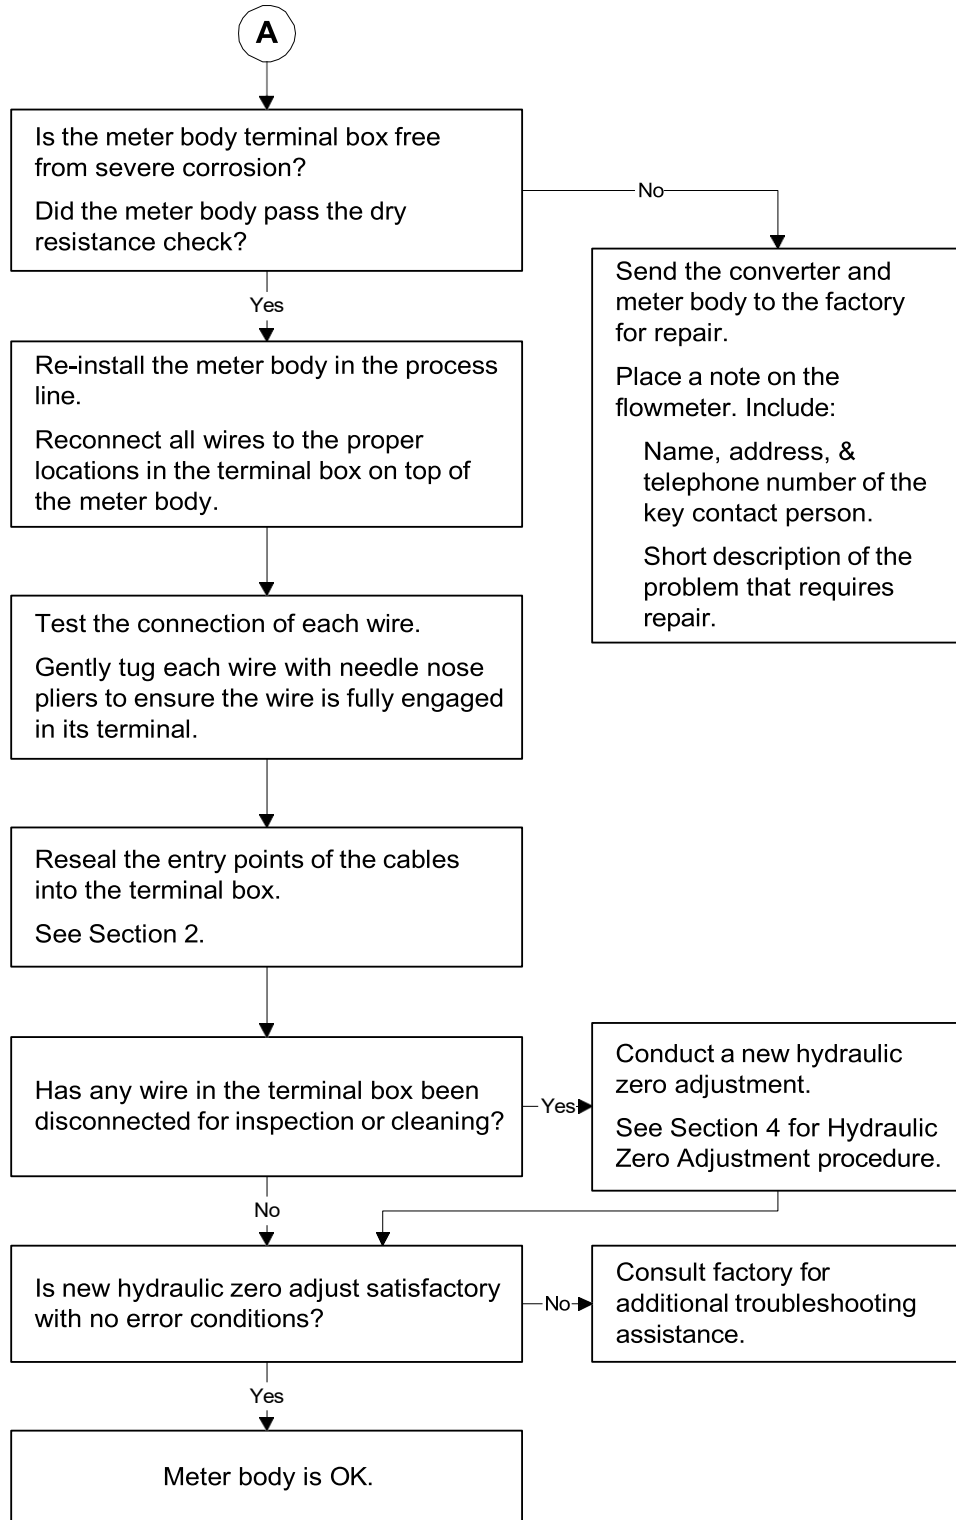 A
Is the meter body terminal box free
from severe corrosion?
Did the meter body pass the dry
resistance check?
No
Send the converter and
meter body to the factory
for repair.
Place a note on the
flowmeter. Include:
Name, address, &
telephone number of the
key contact person.
Short description of the
problem that requires
repair.
Yes
Re-install the meter body in the process
line.
Reconnect all wires to the proper
locations in the terminal box on top of
the meter body.
Test the connection of each wire.
Gently tug each wire with needle nose
pliers to ensure the wire is fully engaged
in its terminal.
Reseal the entry points of the cables
into the terminal box.
See Section 2.
Has any wire in the terminal box been
disconnected for inspection or cleaning?
Yes
Conduct a new hydraulic
zero adjustment.
See Section 4 for Hydraulic
Zero Adjustment procedure.
No
Is new hydraulic zero adjust satisfactory
with no error conditions?
No
Consult factory for
additional troubleshooting
assistance.
Yes
Meter body is OK.